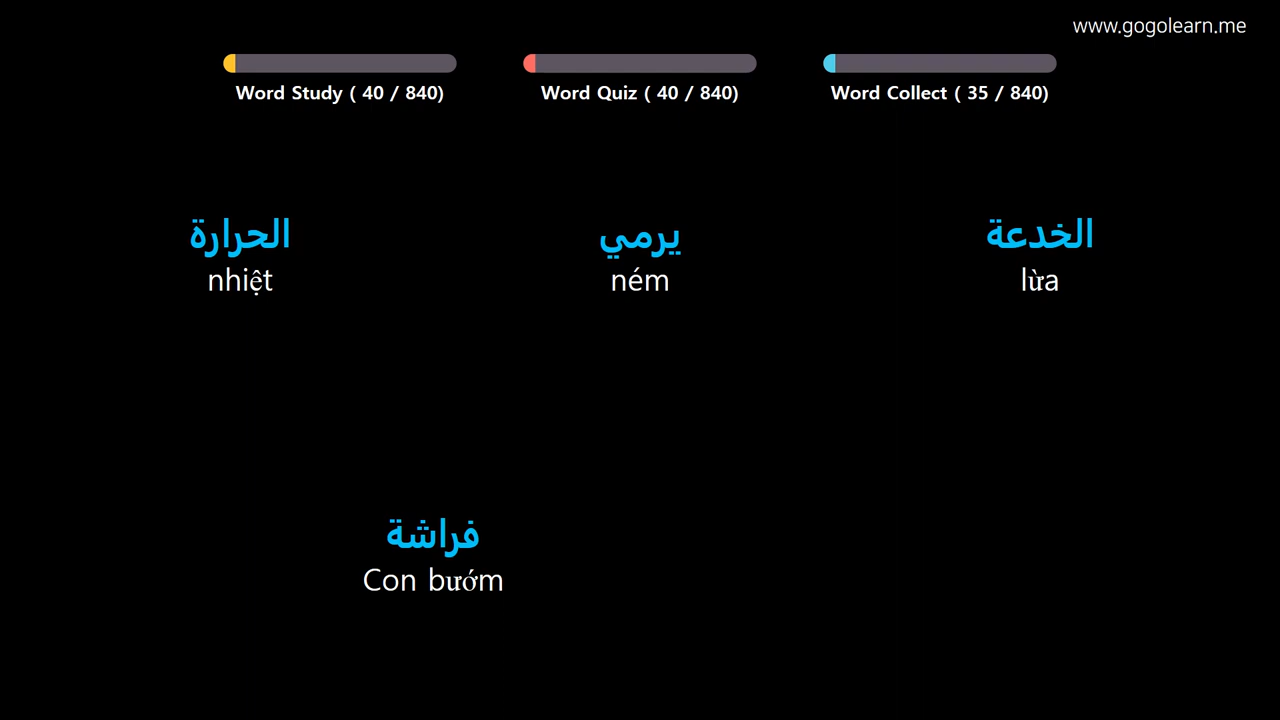 www.gogolearn.me
Word Study ( 40 / 840)
Word Quiz ( 40 / 840)
Word Collect ( 35 / 840)
الحرارة
nhiệt
يرمي
ném
الخدعة
lừa
فراشة
Con bướm